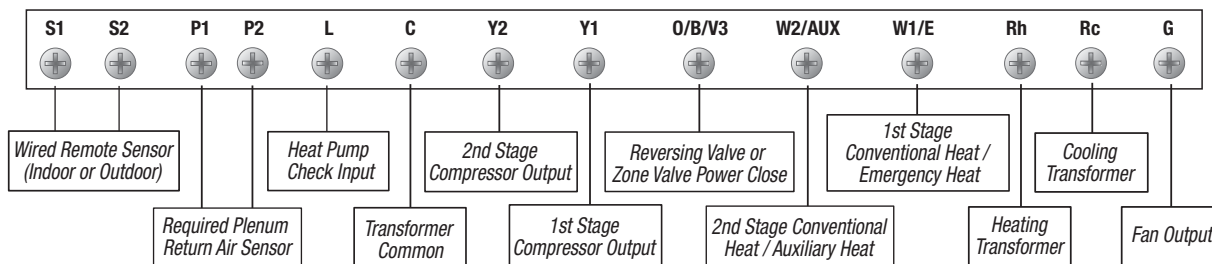 S1 S2 P1 P2 L C Y2 Y1 O/B/V3 W2/AUX W1/E Rh Rc G
Wired Remote Sensor
(Indoor or Outdoor)
Heat Pump
Check Input
2nd Stage
Compressor Output
Reversing Valve or
Zone Valve Power Close
1st Stage
Conventional Heat /
Emergency Heat
Cooling
Transformer
Required Plenum
Return Air Sensor
Transformer
Common
1st Stage
Compressor Output
2nd Stage Conventional
Heat / Auxiliary Heat
Heating
Transformer
Fan Output